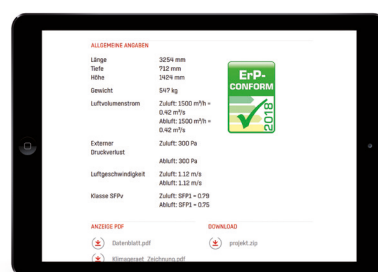 ALLGEMEINE ANGABEN
Länge 3254 mm
Tiefe 712 mm
Höhe 1424 mm
Gewicht 547 kg
Luftvolumenstrom Zuluft: 1500 m³/h =
0.42 m³/s
Abluft: 1500 m³/h =
0.42 m³/s
Externer Zuluft: 300 Pa
Druckverlust
Abluft: 300 Pa
Luftgeschwindigkeit Zuluft: 1.12 m/s
Abluft: 1.12 m/s
Klasse SFPv Zuluft: SFP1 = 0.79
Abluft: SFP1 = 0.75
ErP-
CONFORM
2018
ANZEIGE PDF DOWNLOAD
Datenblatt.pdf projekt.zip
Klimageraet_Zeichnung.pdf